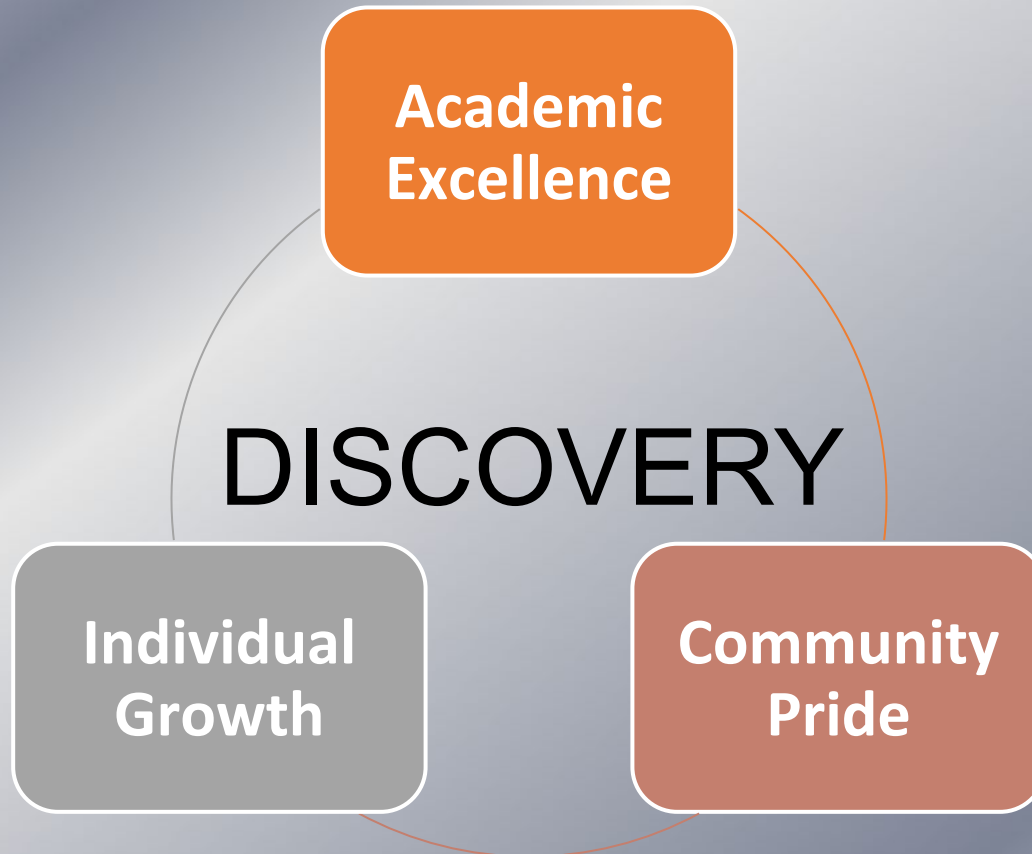 Academic
Excellence
DISCOVERY
Individual
Growth
Community
Pride